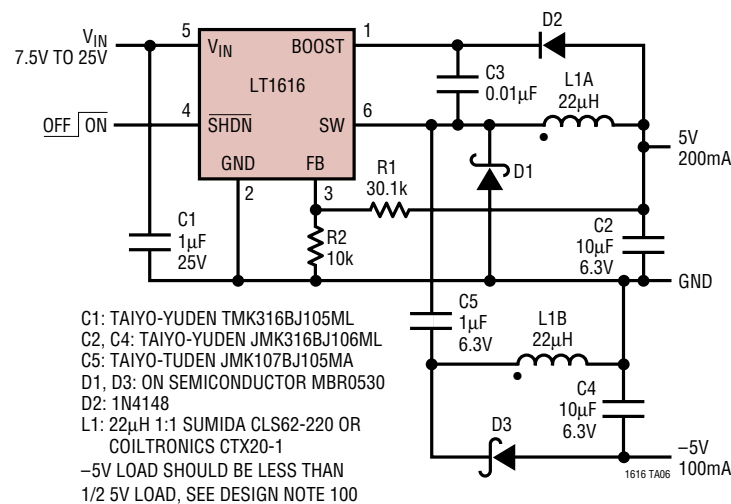 D2
VIN
7.5V TO 25V
5
VIN
BOOST
1
LT1616
C3
0.01µF
L1A
22µH
OFF ON
4
SHDN
SW
6
5V
200mA
GND
FB
2
3
R1
30.1k
D1
C1
1µF
25V
R2
10k
C2
10µF
6.3V
GND
C5
1µF
6.3V
L1B
22µH
C4
10µF
6.3V
D3
–5V
100mA
C1: TAIYO-YUDEN TMK316BJ105ML
C2, C4: TAIYO-YUDEN JMK316BJ106ML
C5: TAIYO-TUDEN JMK107BJ105MA
D1, D3: ON SEMICONDUCTOR MBR0530
D2: 1N4148
L1: 22µH 1:1 SUMIDA CLS62-220 OR
COILTRONICS CTX20-1
–5V LOAD SHOULD BE LESS THAN
1/2 5V LOAD, SEE DESIGN NOTE 100
1616 TA06